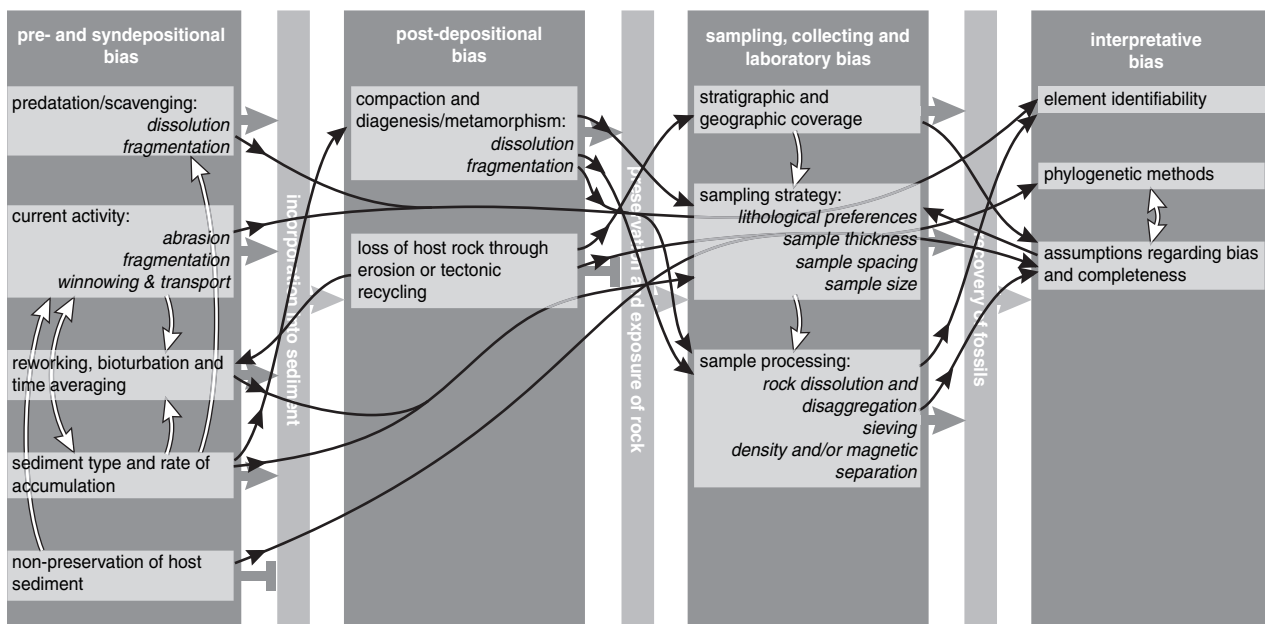 pre- and syndepositional
bias
predatation/scavenging:
dissolution
fragmentation
current activity:
abrasion
fragmentation
winnowing & transport
reworking, bioturbation and
time averaging
sediment type and rate of
accumulation
non-preservation of host
sediment
incorporation into sediment
post-depositional
bias
compaction and
diagenesis/metamorphism:
dissolution
fragmentation
loss of host rock through
erosion or tectonic
recycling
preservation and exposure of rock
sampling, collecting and
laboratory bias
stratigraphic and
geographic coverage
sampling strategy:
lithological preferences
sample thickness
sample spacing
sample size
sample processing:
rock dissolution and
disaggregation
sieving
density and/or magnetic
separation
recovery of fossils
interpretative
bias
element identifiability
phylogenetic methods
assumptions regarding bias
and completeness